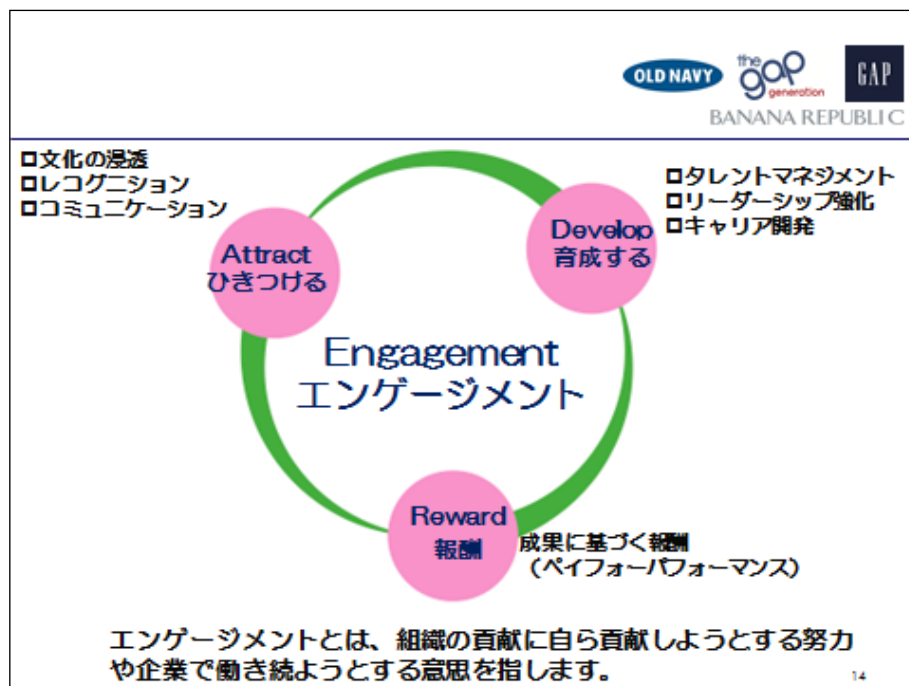 OLD NAVY
the gap generation
GAP
BANANA REPUBLIC
□文化の浸透
□レコグニション
□コミュニケーション
□タレントマネジメント
□リーダーシップ強化
□キャリア開発
Attract
ひきつける
Develop
育成する
Engagement
エンゲージメント
Reward
報酬
成果に基づく報酬
（ペイフォーパフォーマンス）
エンゲージメントとは、組織の貢献に自ら貢献しようとする努力
や企業で働き続ようとする意思を指します。
14